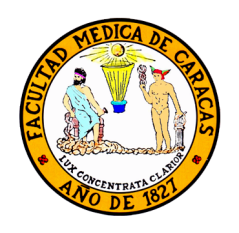 FACULTAD MEDICA DE CARACAS
LUX CONCENTRATA CLARIOR
AÑO DE 1827